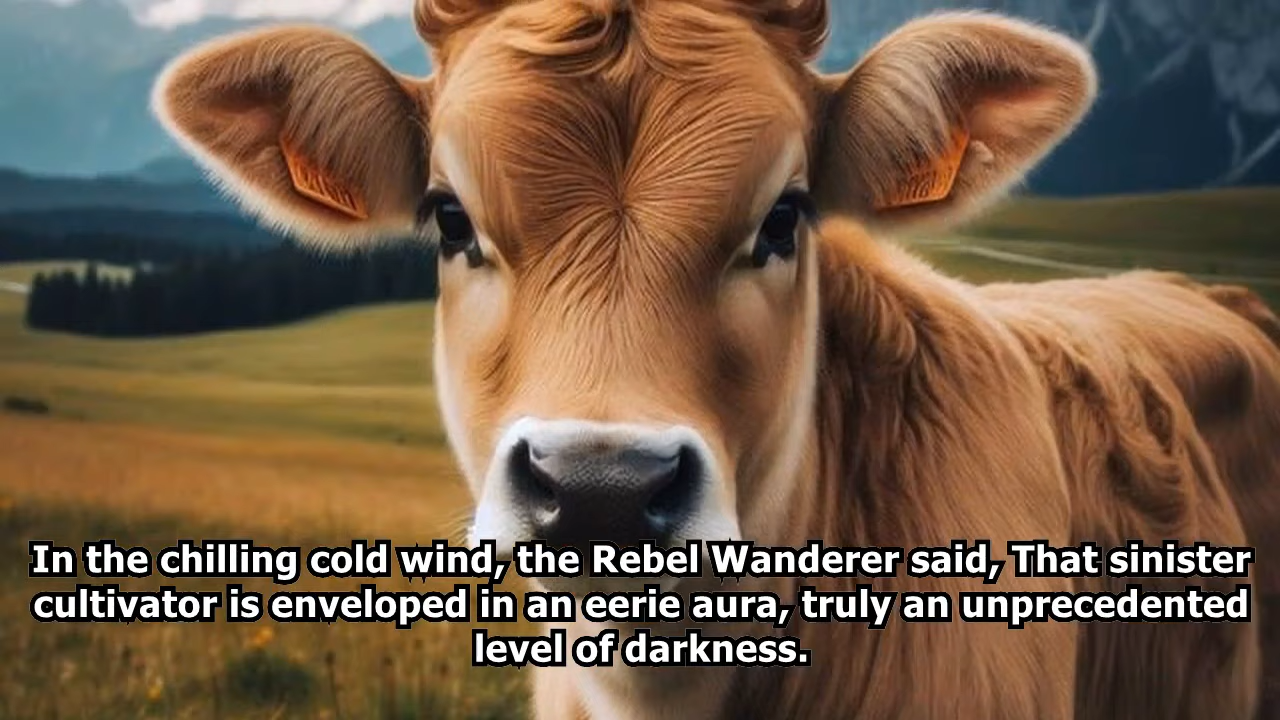 In the chilling cold wind, the Rebel Wanderer said, That sinister
cultivator is enveloped in an eerie aura, truly an unprecedented
level of darkness.